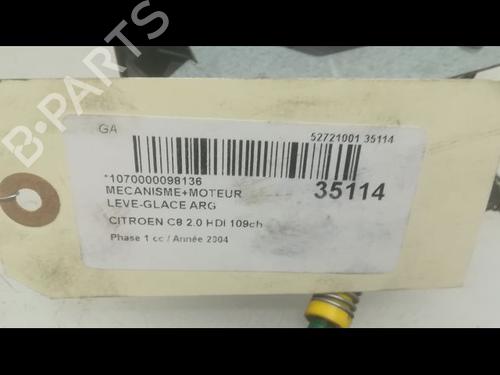 B-PARTS
GA
52721001 35114
*1070000098136
MECANISME+MOTEUR
LEVE-GLACE ARG
35114
CITROEN C8 2.0 HDI 109ch
Phase 1 cc / Année 2004